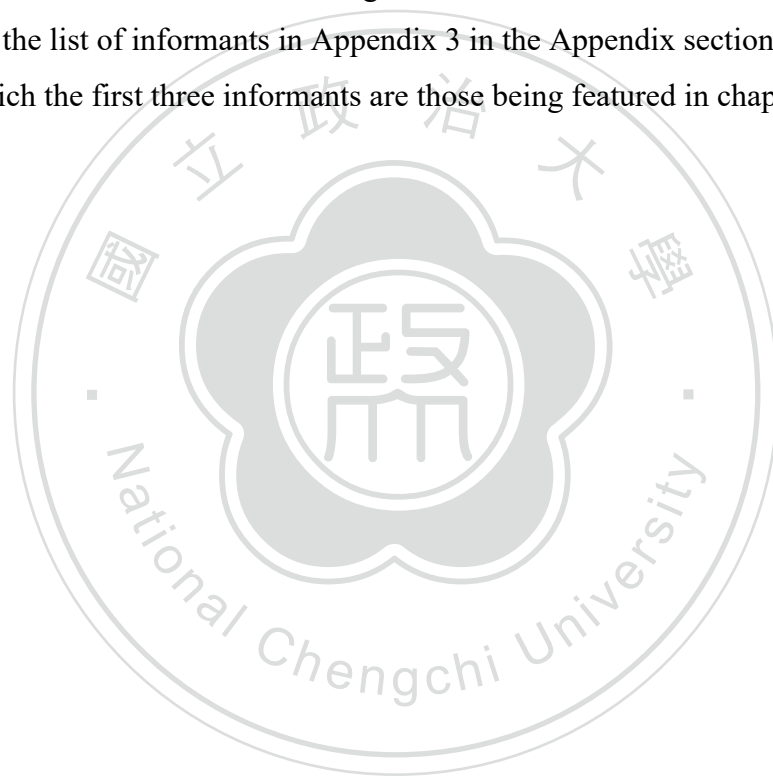 the list of informants in Appendix 3 in the Appendix section
ich the first three informants are those being featured in chap
國立政治大學
政
National Chengchi University